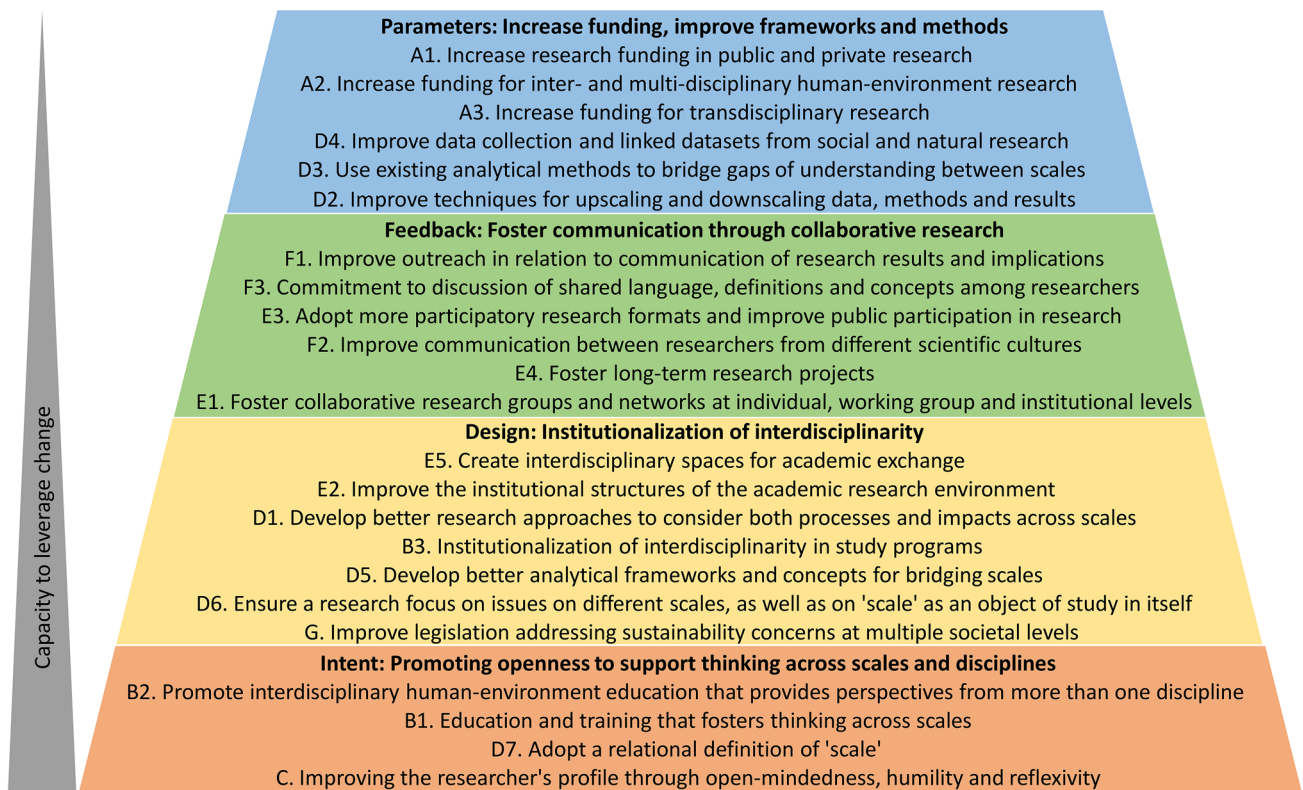 Parameters: Increase funding, improve frameworks and methods
A1. Increase research funding in public and private research
A2. Increase funding for inter- and multi-disciplinary human-environment research
A3. Increase funding for transdisciplinary research
D4. Improve data collection and linked datasets from social and natural research
D3. Use existing analytical methods to bridge gaps of understanding between scales
D2. Improve techniques for upscaling and downscaling data, methods and results
Feedback: Foster communication through collaborative research
F1. Improve outreach in relation to communication of research results and implications
F3. Commitment to discussion of shared language, definitions and concepts among researchers
E3. Adopt more participatory research formats and improve public participation in research
F2. Improve communication between researchers from different scientific cultures
E4. Foster long-term research projects
E1. Foster collaborative research groups and networks at individual, working group and institutional levels
Design: Institutionalization of interdisciplinarity
E5. Create interdisciplinary spaces for academic exchange
E2. Improve the institutional structures of the academic research environment
D1. Develop better research approaches to consider both processes and impacts across scales
B3. Institutionalization of interdisciplinarity in study programs
D5. Develop better analytical frameworks and concepts for bridging scales
D6. Ensure a research focus on issues on different scales, as well as on 'scale' as an object of study in itself
G. Improve legislation addressing sustainability concerns at multiple societal levels
Intent: Promoting openness to support thinking across scales and disciplines
B2. Promote interdisciplinary human-environment education that provides perspectives from more than one discipline
B1. Education and training that fosters thinking across scales
D7. Adopt a relational definition of 'scale'
C. Improving the researcher's profile through open-mindedness, humility and reflexivity
Capacity to leverage change